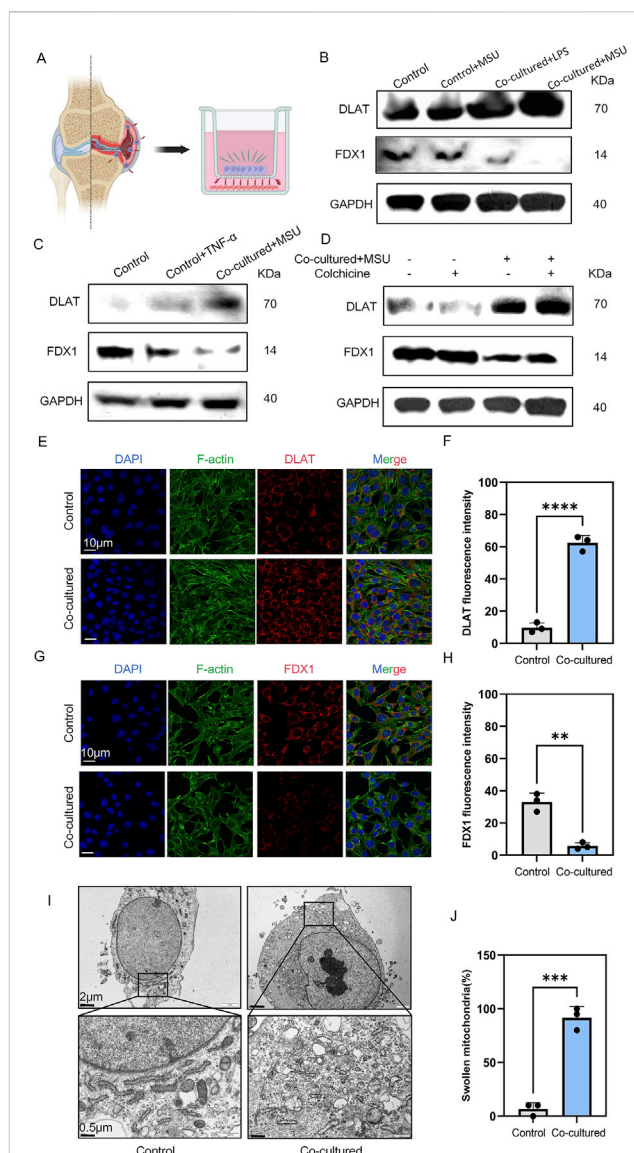 A
B
Control
Control+MSU
Co-cultured+LPS
Co-cultured+MSU
KDa
DLAT
70
FDX1
14
GAPDH
40
C
Control
Control+TNF-α
Co-cultured+MSU
KDa
DLAT
70
FDX1
14
GAPDH
40
D
Co-cultured+MSU - - + +
Colchicine - + - +
KDa
DLAT
70
FDX1
14
GAPDH
40
E
DAPI F-actin DLAT Merge
Control
10μm
Co-cultured
F
DLAT fluorescence intensity
100
80
60
40
20
0
****
Control Co-cultured
G
DAPI F-actin FDX1 Merge
Control
10μm
Co-cultured
H
FDX1 fluorescence intensity
100
80
60
40
20
0
**
Control Co-cultured
I
2μm
0.5μm
Control Co-cultured
J
Swollen mitochondria(%)
150
100
50
0
***
Control Co-cultured